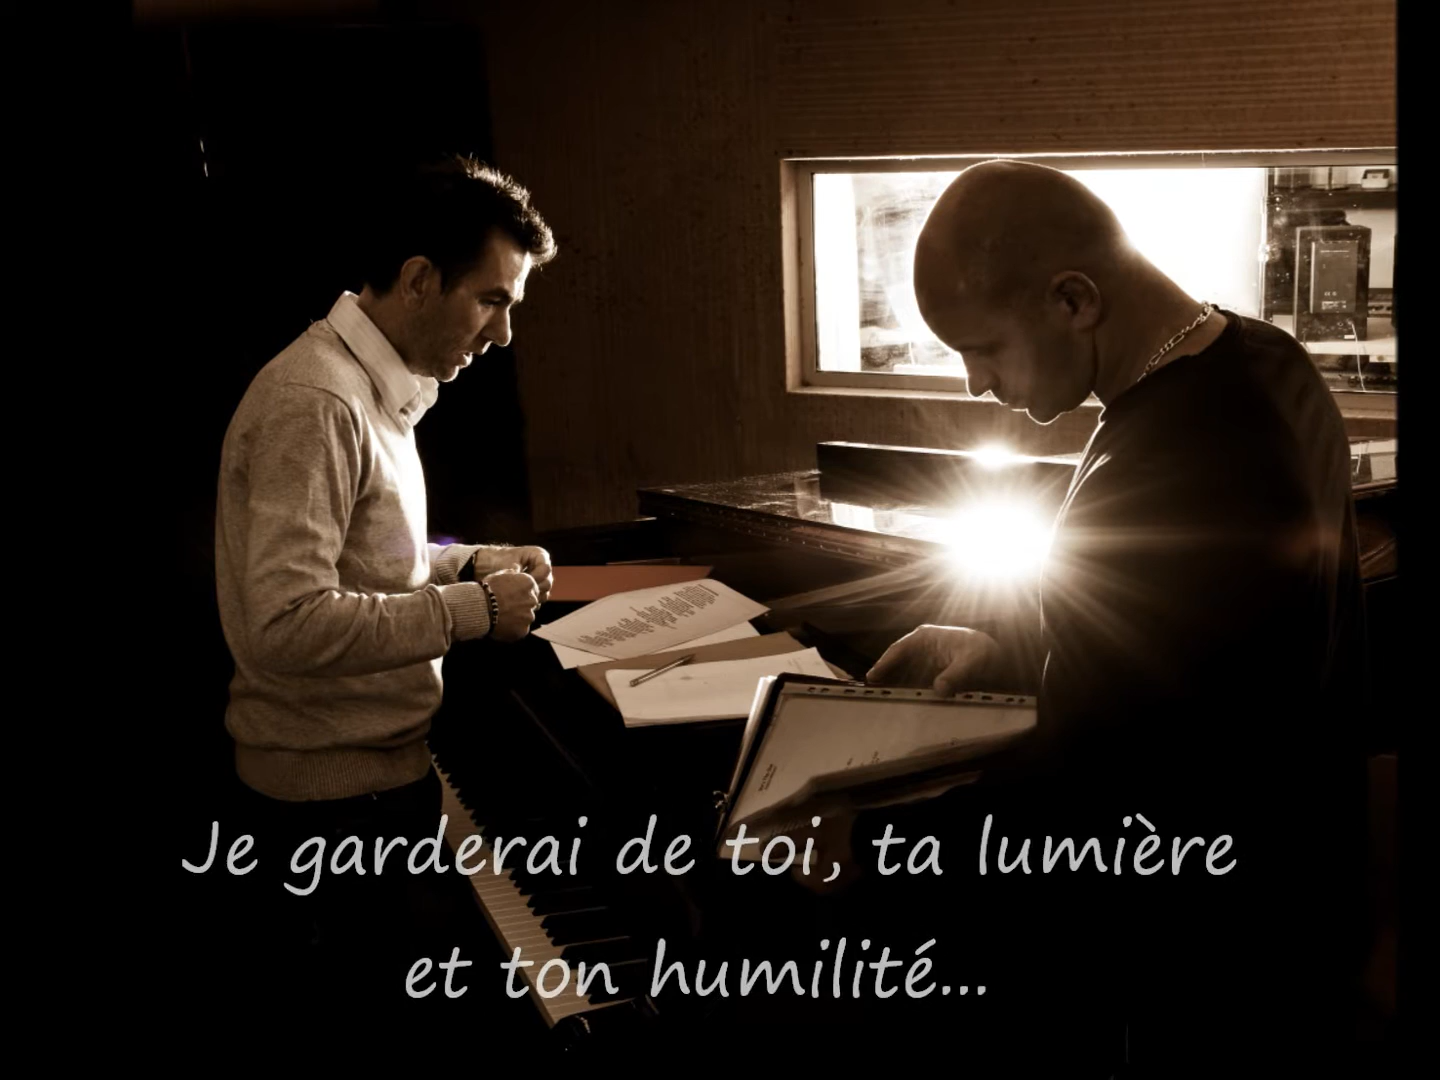 Je garderai de toi, ta lumière
et ton humilité...